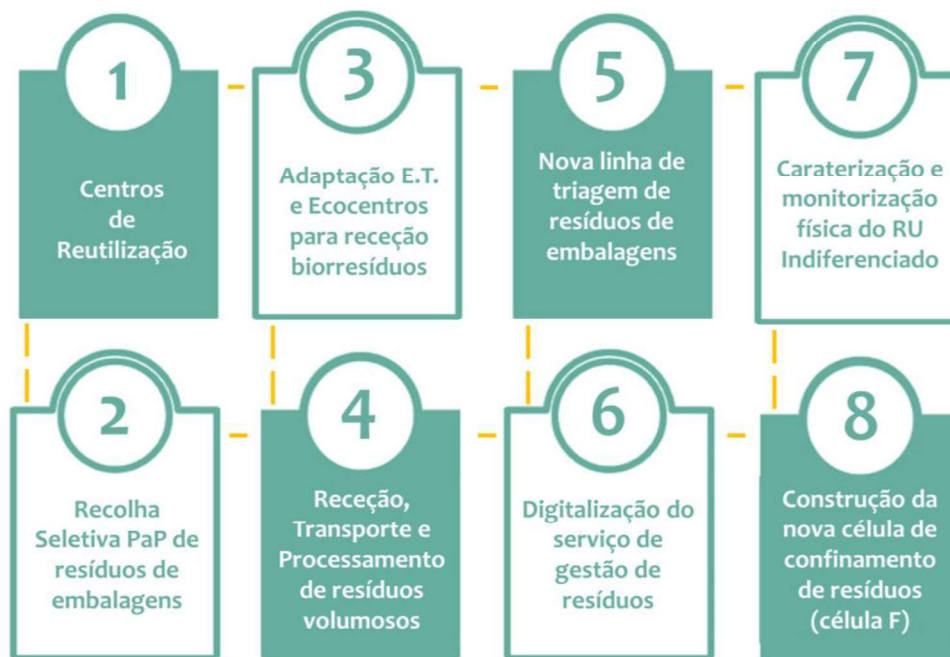 1
Centros
de
Reutilização
3
Adaptação E.T.
e Ecocentros
para receção
biorresíduos
5
Nova linha de
triagem de
resíduos de
embalagens
7
Caraterização e
monitorização
física do RU
Indiferenciado
2
Recolha
Seletiva PaP de
resíduos de
embalagens
4
Receção,
Transporte e
Processamento
de resíduos
volumosos
6
Digitalização do
serviço de
gestão de
resíduos
8
Construção da
nova célula de
confinamento
de resíduos
(célula F)